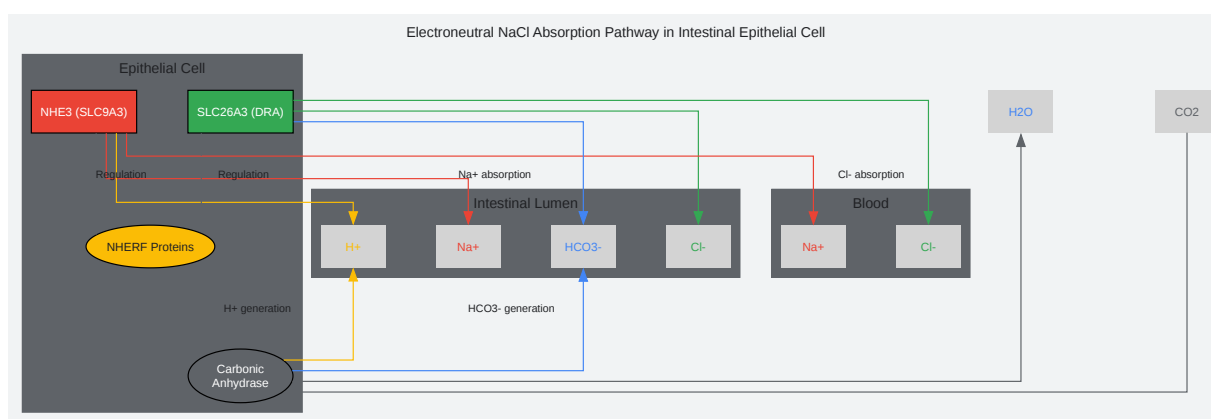 Electroneutral NaCl Absorption Pathway in Intestinal Epithelial Cell
Epithelial Cell
NHE3 (SLC9A3)
SLC26A3 (DRA)
H2O
CO2
Regulation
Regulation
Na+ absorption
Cl- absorption
Intestinal Lumen
Blood
H+
Na+
HCO3-
Cl-
Na+
Cl-
NHERF Proteins
H+ generation
HCO3- generation
Carbonic
Anhydrase